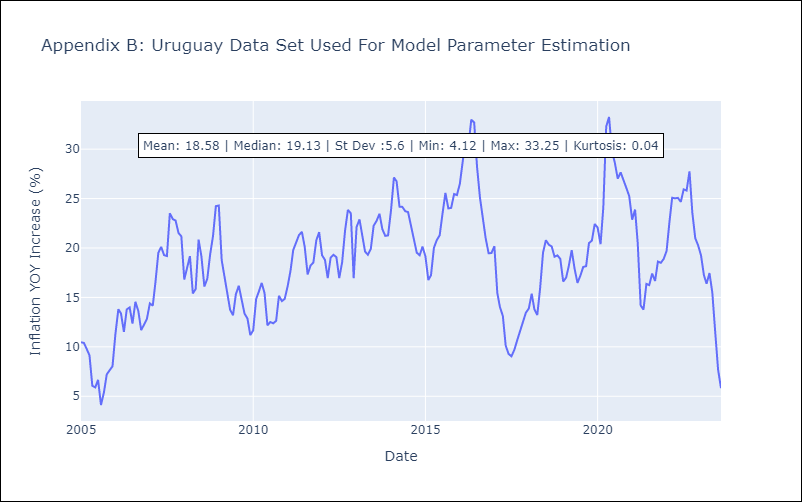 Appendix B: Uruguay Data Set Used For Model Parameter Estimation
Mean: 18.58 | Median: 19.13 | St Dev :5.6 | Min: 4.12 | Max: 33.25 | Kurtosis: 0.04
Inflation YOY Increase (%)
30
25
20
15
10
5
2005
2010
2015
2020
Date